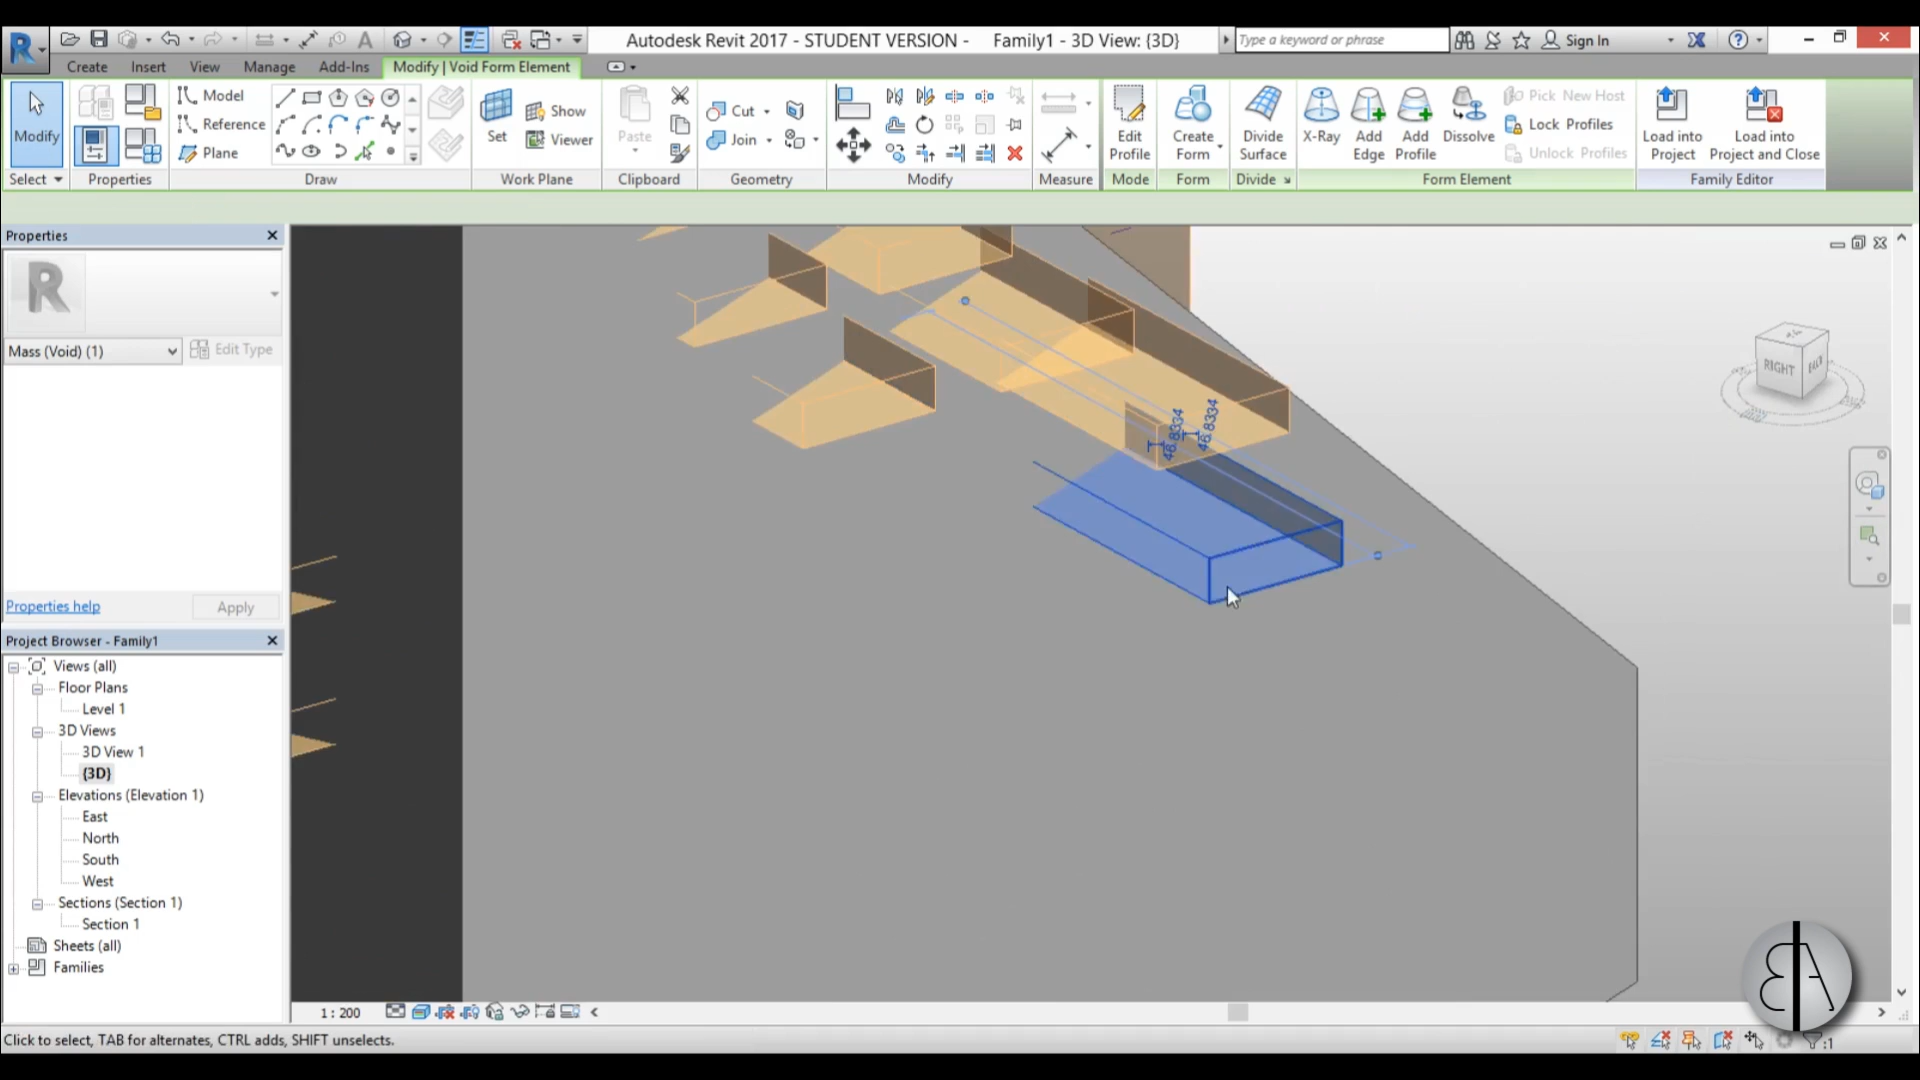 Autodesk Revit 2017 - STUDENT VERSION - Family1 - 3D View: {3D}
Type a keyword or phrase
Sign In
Create Insert View Manage Add-Ins Modify | Void Form Element
Modify
Model
Reference
Plane
Set
Show
Viewer
Paste
Cut
Join
Edit Profile
Create Form
Divide Surface
X-Ray
Add Edge
Add Profile
Dissolve
Pick New Host
Lock Profiles
Unlock Profiles
Load into Project
Load into Project and Close
Select Properties Draw Work Plane Clipboard Geometry Modify Measure Mode Form Divide Form Element Family Editor
Properties
R
Mass (Void) (1)
Edit Type
Properties help
Apply
Project Browser - Family1
Views (all)
Floor Plans
Level 1
3D Views
3D View 1
{3D}
Elevations (Elevation 1)
East
North
South
West
Sections (Section 1)
Section 1
Sheets (all)
Families
46.8334
46.8334
RIGHT
1 : 200
Click to select, TAB for alternates, CTRL adds, SHIFT unselects.
:1